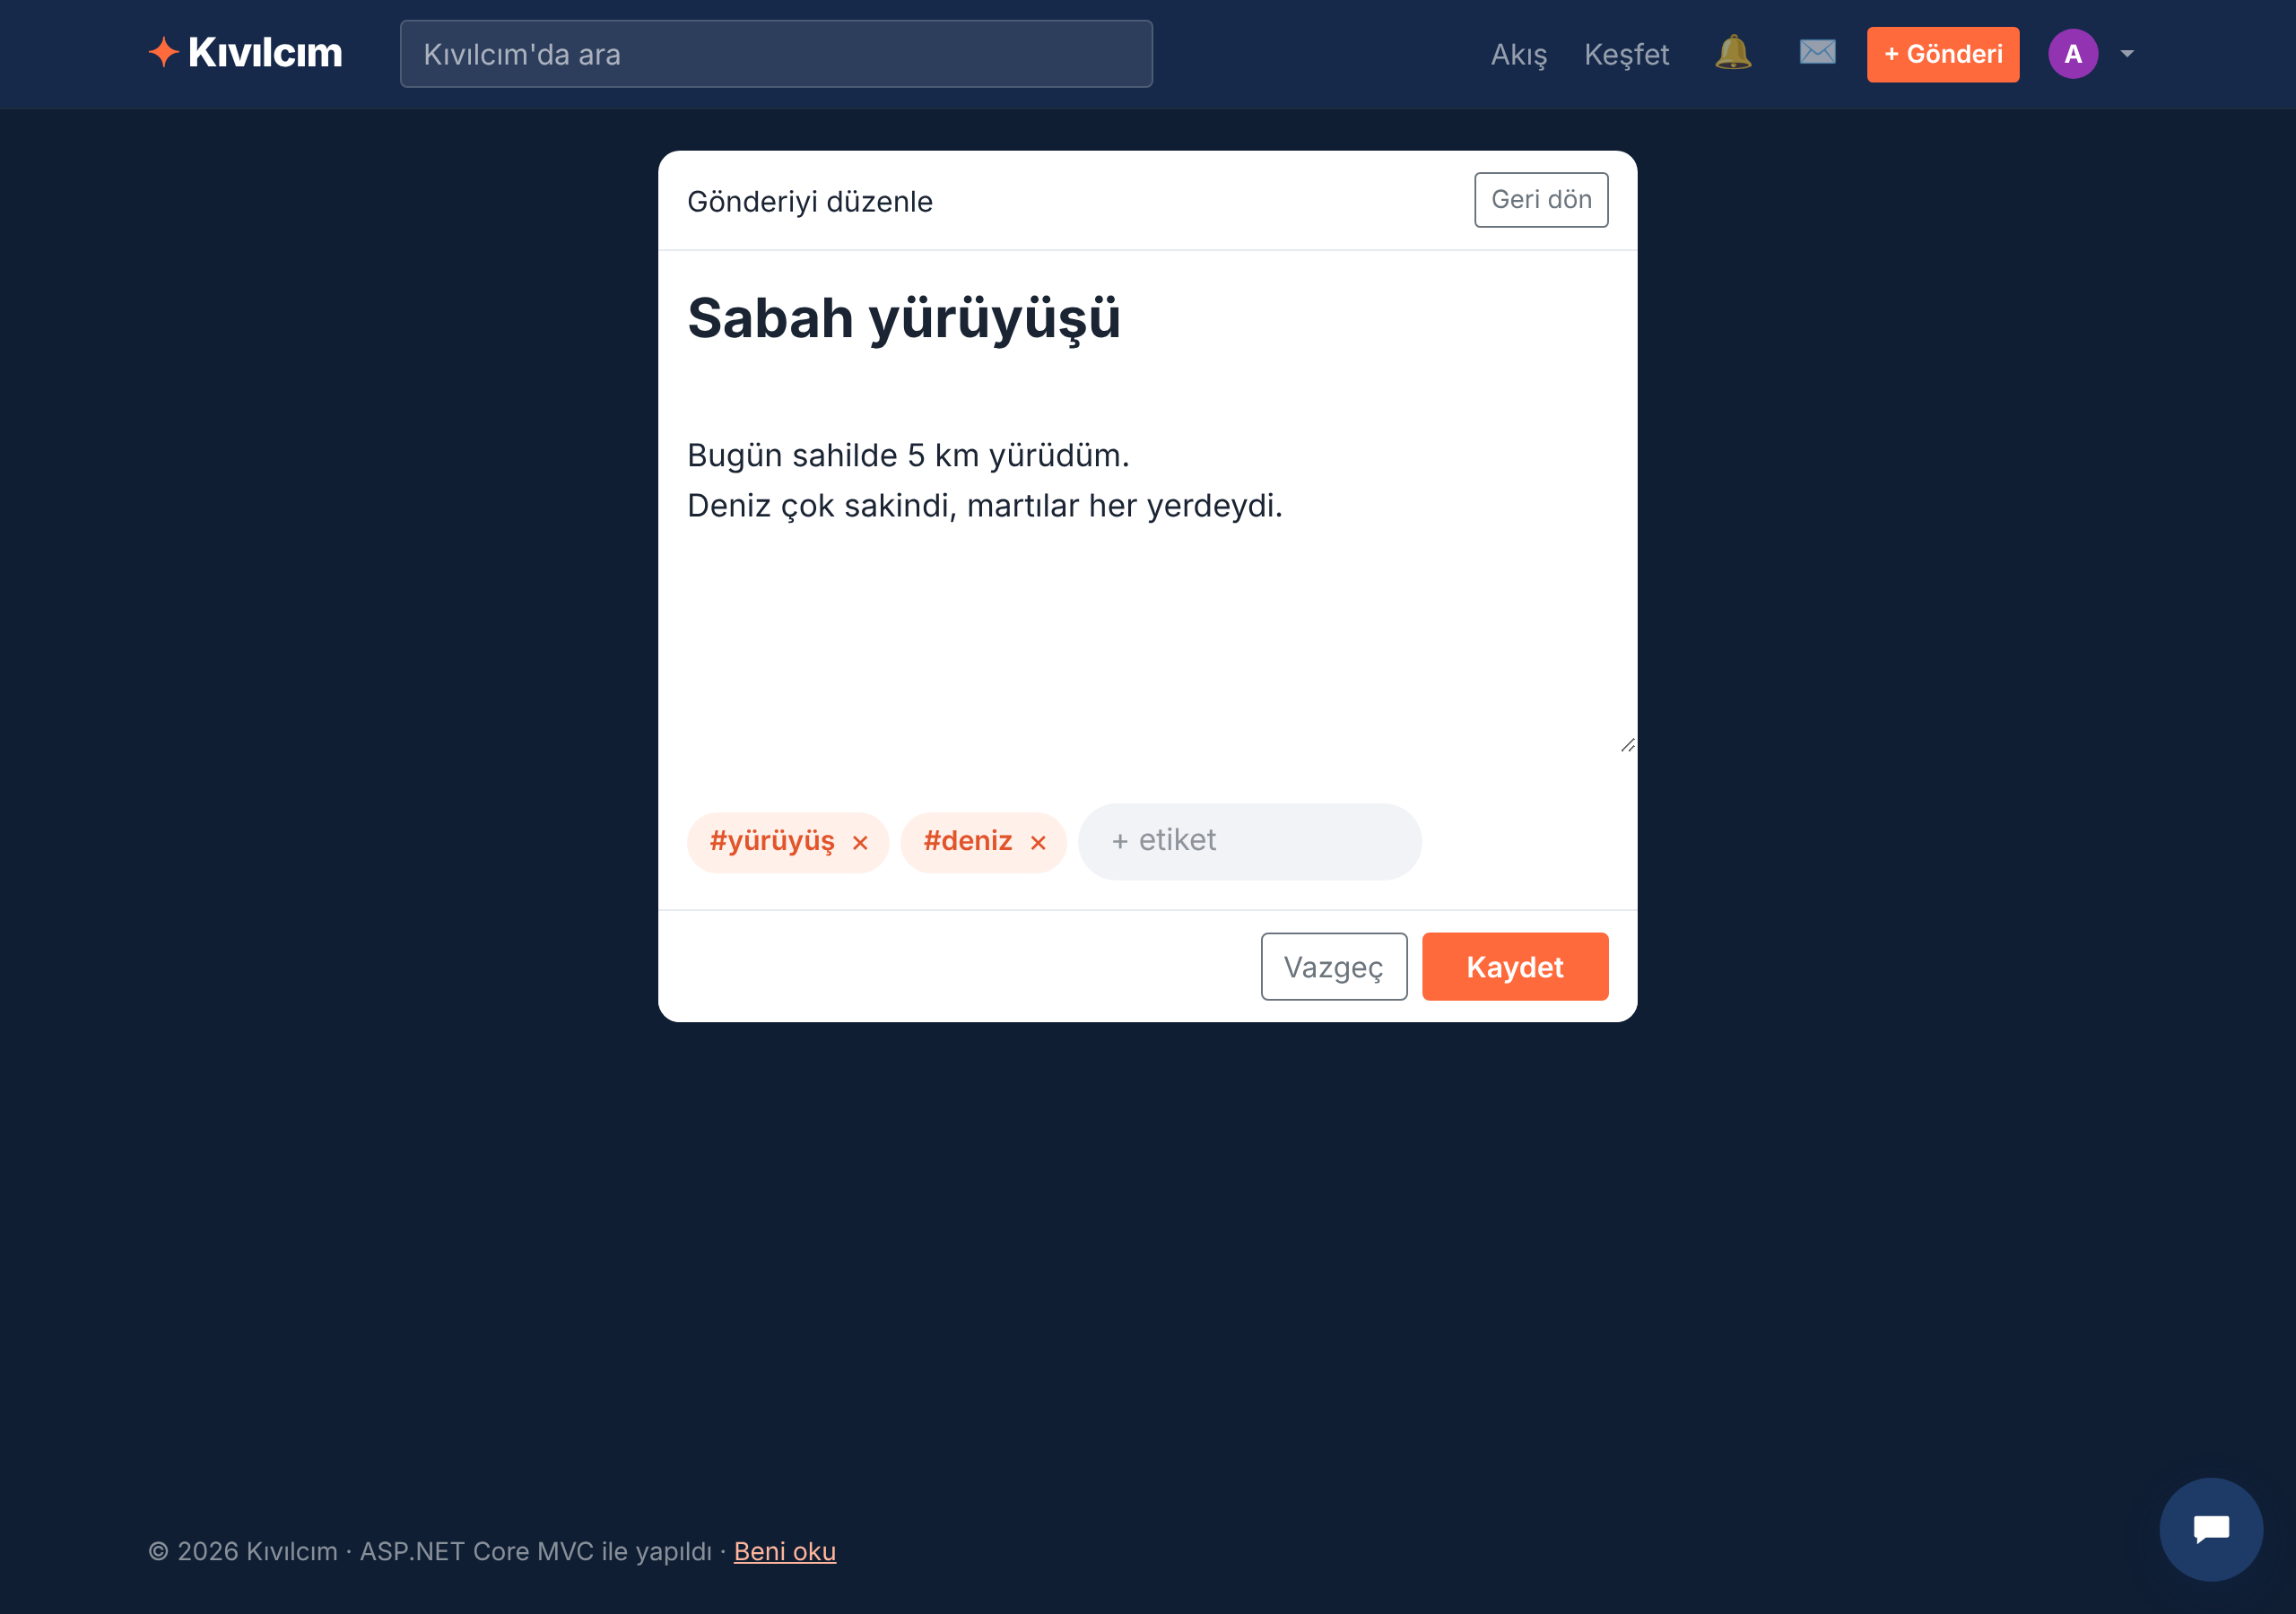 Kıvılcım
Kıvılcım'da ara
Akış
Keşfet
+ Gönderi
A
Gönderiyi düzenle
Geri dön
Sabah yürüyüşü
Bugün sahilde 5 km yürüdüm.
Deniz çok sakindi, martılar her yerdeydi.
#yürüyüş ×
#deniz ×
+ etiket
Vazgeç
Kaydet
© 2026 Kıvılcım · ASP.NET Core MVC ile yapıldı · Beni oku